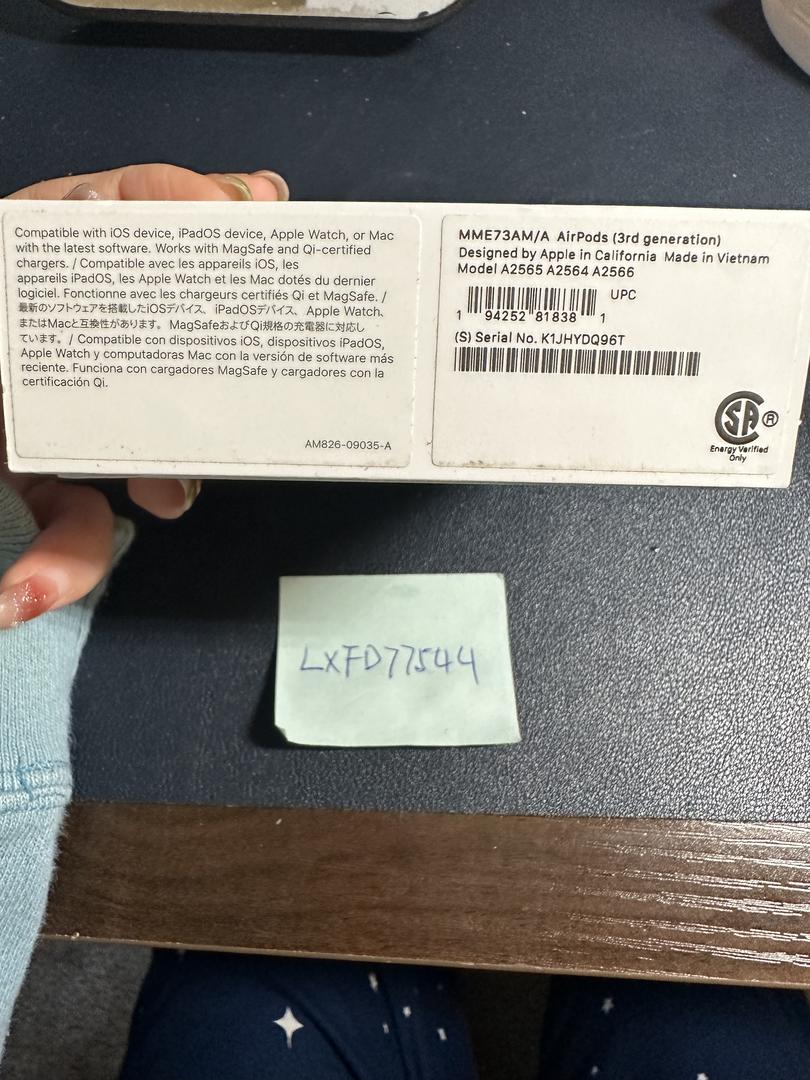 Compatible with iOS device, iPadOS device, Apple Watch, or Mac
with the latest software. Works with MagSafe and Qi-certified
chargers. / Compatible avec les appareils iOS, les
appareils iPadOS, les Apple Watch et les Mac dotés du dernier
logiciel. Fonctionne avec les chargeurs certifiés Qi et MagSafe. /
最新のソフトウェアを搭載したiOSデバイス、iPadOSデバイス、Apple Watch、
またはMacと互換性があります。MagSafeおよびQi規格の充電器に対応し
ています。/ Compatible con dispositivos iOS, dispositivos iPadOS,
Apple Watch y computadoras Mac con la versión de software más
reciente. Funciona con cargadores MagSafe y cargadores con la
certificación Qi.
AM826-09035-A
MME73AM/A AirPods (3rd generation)
Designed by Apple in California Made in Vietnam
Model A2565 A2564 A2566
UPC
1 94252 81838 1
(S) Serial No. K1JHYDQ96T
SA ®
Energy Verified
Only
LXFD77544